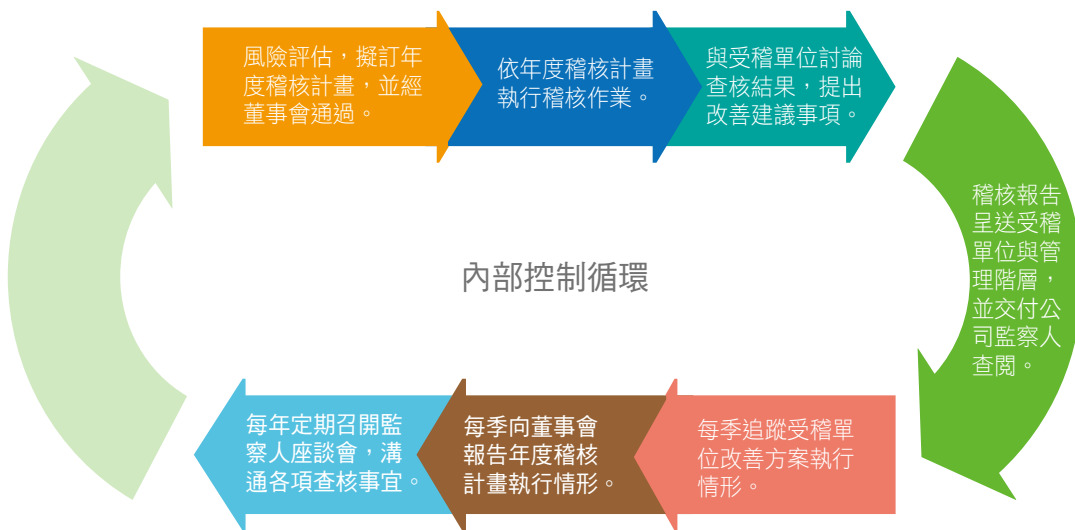 風險評估，擬訂年
度稽核計畫，並經
董事會通過。
依年度稽核計畫
執行稽核作業。
與受稽單位討論
查核結果，提出
改善建議事項。
稽核報告
呈送受稽
單位與管
理階層，
並交付公
司監察人
查閱。
內部控制循環
每季追蹤受稽單
位改善方案執行
情形。
每季向董事會
報告年度稽核
計畫執行情形。
每年定期召開監
察人座談會，溝
通各項查核事宜。